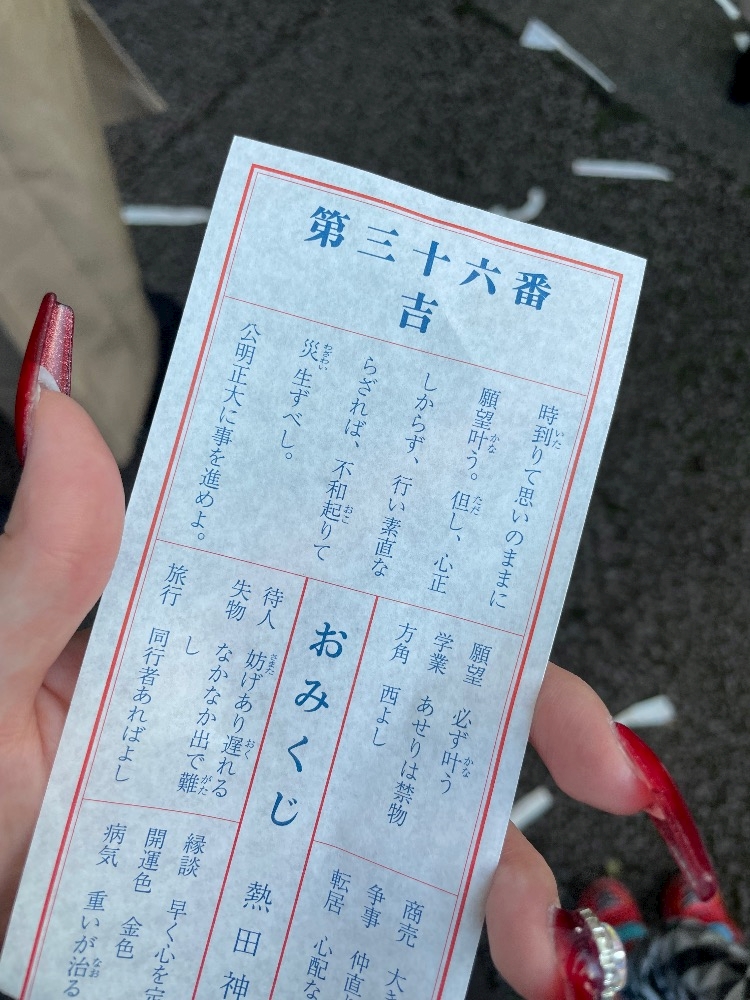 第三十六番
吉
時到りて思いのままに
願望叶う。但し、心正
しからず、行い素直な
らざれば、不和起りて
災生ずべし。
公明正大に事を進めよ。
願望 必ず叶う
学業 あせりは禁物
方角 西よし
商売 大き
争事 仲直
転居 心配な
おみくじ 熱田神
待人 妨げあり遅れる
失物 なかなか出で難
し
旅行 同行者あればよし
縁談 早く心を定
開運色 金色
病気 重いが治る